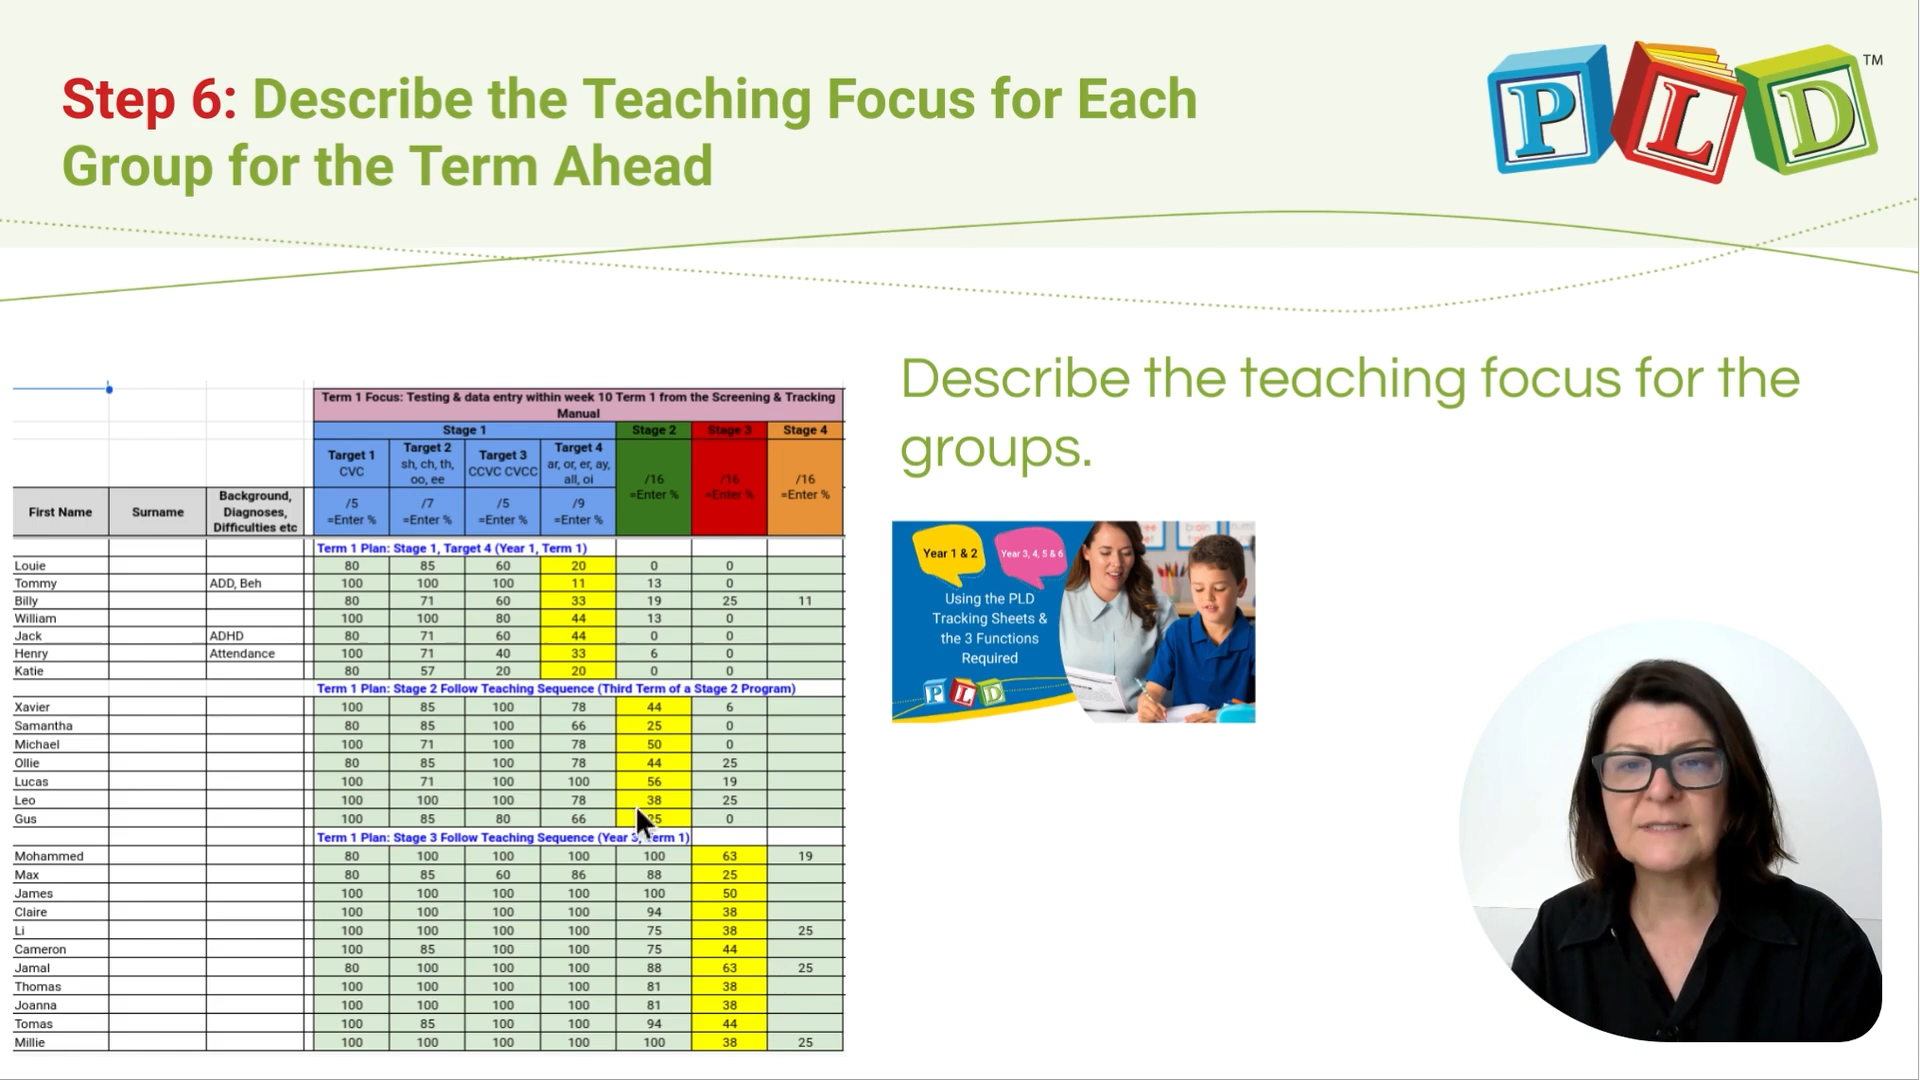 Step 6: Describe the Teaching Focus for Each
Group for the Term Ahead
PLD™
Describe the teaching focus for the
groups.
Term 1 Focus: Testing & data entry within week 10 Term 1 from the Screening & Tracking
Manual
Stage 1 Stage 2 Stage 3 Stage 4
Target 1 Target 2 Target 3 Target 4
CVC sh, ch, th, CCVC CVCC ar, or, er, ay,
oo, ee all, oi
/16 /16 /16
=Enter % =Enter % =Enter %
First Name Surname Background,
Diagnoses,
Difficulties etc
/5 /7 /5 /9
=Enter % =Enter % =Enter % =Enter %
Term 1 Plan: Stage 1, Target 4 (Year 1, Term 1)
Louie 80 85 60 20 0 0
Tommy ADD, Beh 100 100 100 11 13 0
Billy 80 71 60 33 19 25 11
William 100 100 80 44 13 0
Jack ADHD 80 71 60 44 0 0
Henry Attendance 100 71 40 33 6 0
Katie 80 57 20 20 0 0
Term 1 Plan: Stage 2 Follow Teaching Sequence (Third Term of a Stage 2 Program)
Xavier 100 85 100 78 44 6
Samantha 80 85 100 66 25 0
Michael 100 71 100 78 50 0
Ollie 80 85 100 78 44 25
Lucas 100 71 100 100 56 19
Leo 100 100 100 78 38 25
Gus 100 85 80 66 25 0
Term 1 Plan: Stage 3 Follow Teaching Sequence (Year 3, Term 1)
Mohammed 80 100 100 100 100 63 19
Max 80 85 60 86 88 25
James 100 100 100 100 100 50
Claire 100 100 100 100 94 38
Li 100 100 100 100 75 38 25
Cameron 100 85 100 100 75 44
Jamal 80 100 100 100 88 63 25
Thomas 100 100 100 100 81 38
Joanna 100 100 100 100 81 38
Tomas 100 85 100 100 94 44
Millie 100 100 100 100 100 38 25
Year 1 & 2
Year 3, 4, 5 & 6
Using the PLD
Tracking Sheets &
the 3 Functions
Required
PLD